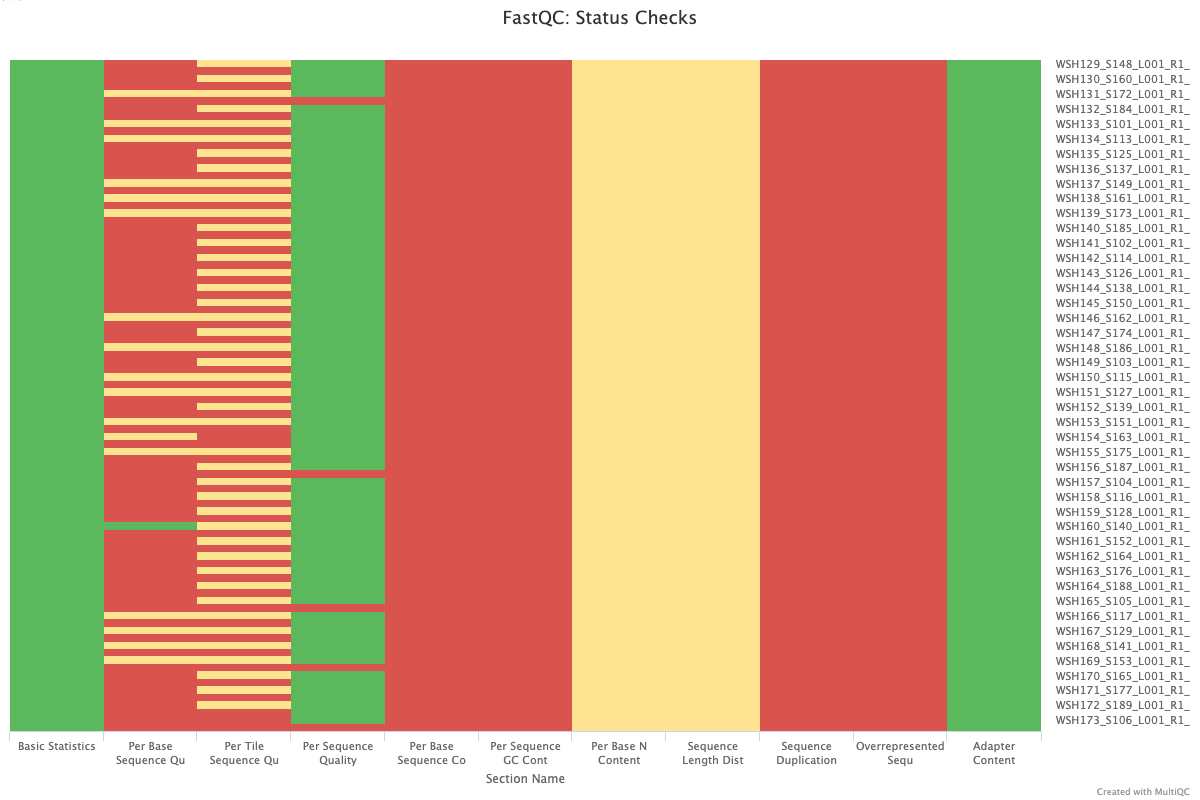 FastQC: Status Checks
WSH129_S148_L001_R1_
WSH130_S160_L001_R1_
WSH131_S172_L001_R1_
WSH132_S184_L001_R1_
WSH133_S101_L001_R1_
WSH134_S113_L001_R1_
WSH135_S125_L001_R1_
WSH136_S137_L001_R1_
WSH137_S149_L001_R1_
WSH138_S161_L001_R1_
WSH139_S173_L001_R1_
WSH140_S185_L001_R1_
WSH141_S102_L001_R1_
WSH142_S114_L001_R1_
WSH143_S126_L001_R1_
WSH144_S138_L001_R1_
WSH145_S150_L001_R1_
WSH146_S162_L001_R1_
WSH147_S174_L001_R1_
WSH148_S186_L001_R1_
WSH149_S103_L001_R1_
WSH150_S115_L001_R1_
WSH151_S127_L001_R1_
WSH152_S139_L001_R1_
WSH153_S151_L001_R1_
WSH154_S163_L001_R1_
WSH155_S175_L001_R1_
WSH156_S187_L001_R1_
WSH157_S104_L001_R1_
WSH158_S116_L001_R1_
WSH159_S128_L001_R1_
WSH160_S140_L001_R1_
WSH161_S152_L001_R1_
WSH162_S164_L001_R1_
WSH163_S176_L001_R1_
WSH164_S188_L001_R1_
WSH165_S105_L001_R1_
WSH166_S117_L001_R1_
WSH167_S129_L001_R1_
WSH168_S141_L001_R1_
WSH169_S153_L001_R1_
WSH170_S165_L001_R1_
WSH171_S177_L001_R1_
WSH172_S189_L001_R1_
WSH173_S106_L001_R1_
Basic Statistics
Per Base
Sequence Qu
Per Tile
Sequence Qu
Per Sequence
Quality
Per Base
Sequence Co
Per Sequence
GC Cont
Per Base N
Content
Sequence
Length Dist
Sequence
Duplication
Overrepresented
Sequ
Adapter
Content
Section Name
Created with MultiQC